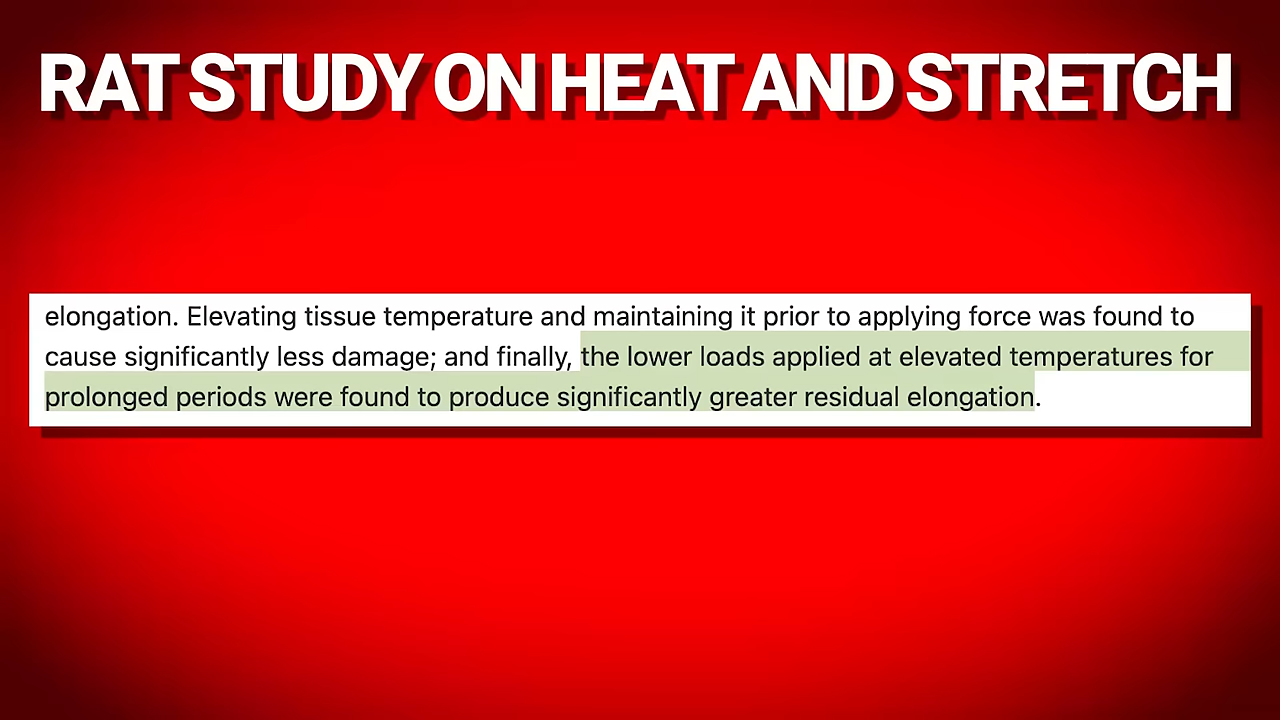 RAT STUDY ON HEAT AND STRETCH
elongation. Elevating tissue temperature and maintaining it prior to applying force was found to
cause significantly less damage; and finally, the lower loads applied at elevated temperatures for
prolonged periods were found to produce significantly greater residual elongation.